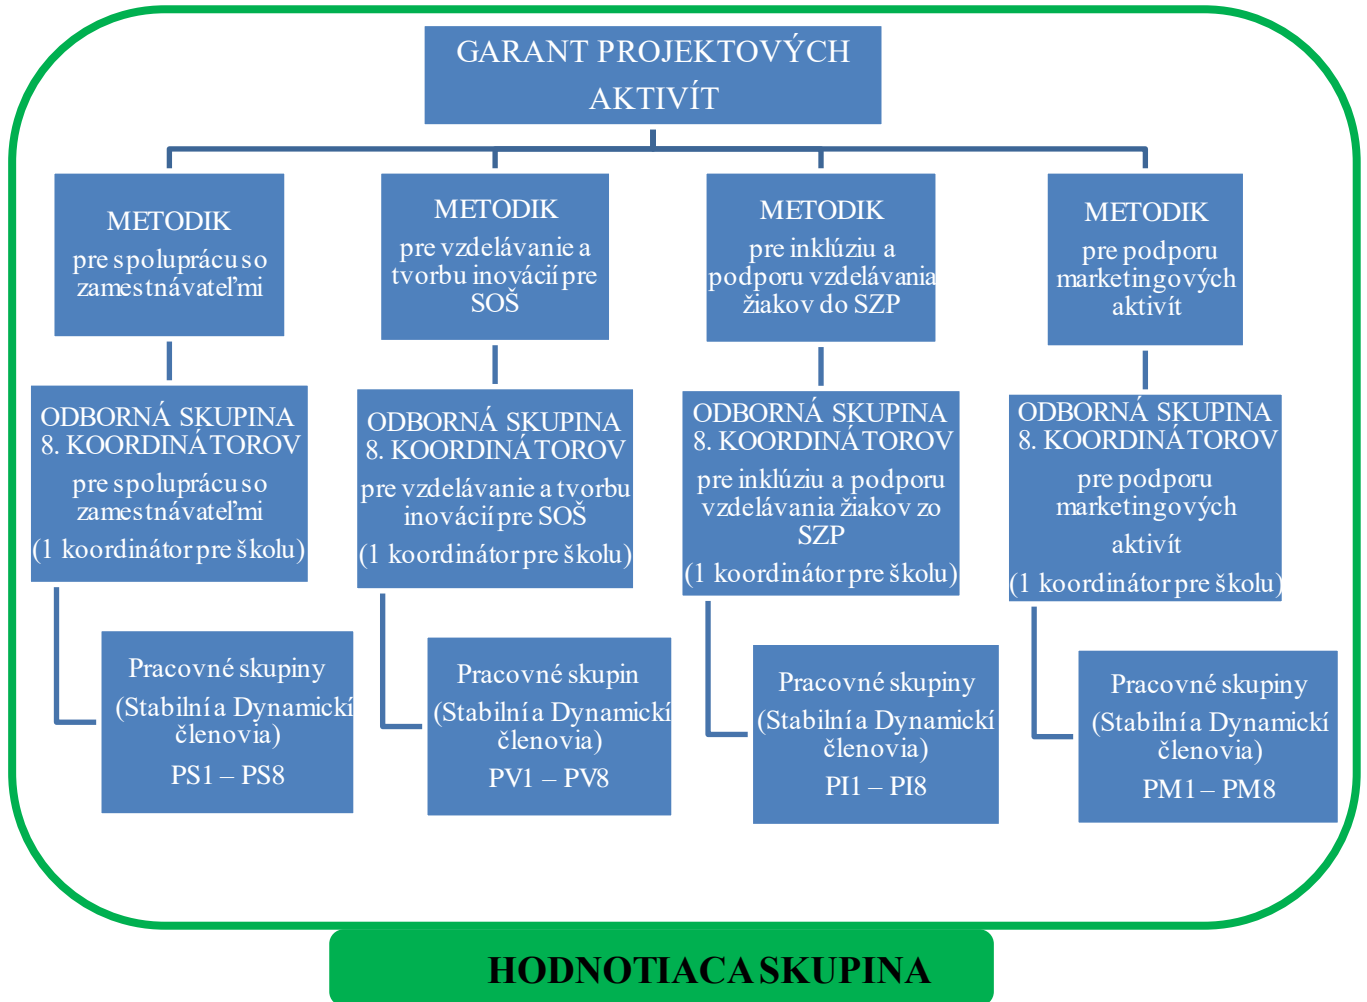 GARANT PROJEKTOVÝCH
AKTIVÍT
METODIK
pre spoluprácu so
zamestnávateľmi
METODIK
pre vzdelávanie a
tvorbu inovácií pre
SOŠ
METODIK
pre inklúziu a
podporu vzdelávania
žiakov do SZP
METODIK
pre podporu
marketingových
aktivít
ODBORNÁ SKUPINA
8. KOORDINÁTOROV
pre spoluprácu so
zamestnávateľmi
(1 koordinátor pre školu)
ODBORNÁ SKUPINA
8. KOORDINÁTOROV
pre vzdelávanie a tvorbu
inovácií pre SOŠ
(1 koordinátor pre školu)
ODBORNÁ SKUPINA
8. KOORDINÁTOROV
pre inklúziu a podporu
vzdelávania žiakov zo
SZP
(1 koordinátor pre školu)
ODBORNÁ SKUPINA
8. KOORDINÁTOROV
pre podporu
marketingových
aktivít
(1 koordinátor pre školu)
Pracovné skupiny
(Stabilní a Dynamickí
členovia)
PS1 – PS8
Pracovné skupin
(Stabilní a Dynamickí
členovia)
PV1 – PV8
Pracovné skupiny
(Stabilní a Dynamickí
členovia)
PI1 – PI8
Pracovné skupiny
(Stabilní a Dynamickí
členovia)
PM1 – PM8
HODNOTIACA SKUPINA